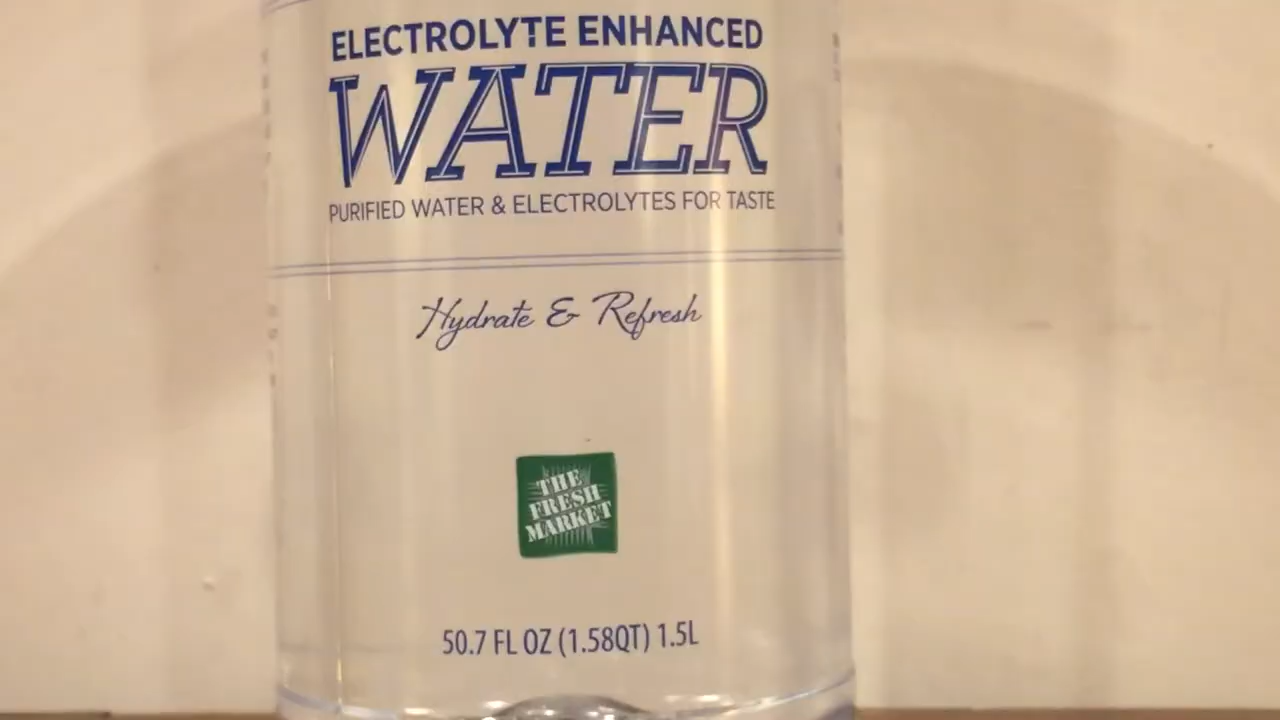 ELECTROLYTE ENHANCED
WATER
PURIFIED WATER & ELECTROLYTES FOR TASTE
Hydrate & Refresh
THE
FRESH
MARKET
50.7 FL OZ (1.58QT) 1.5L